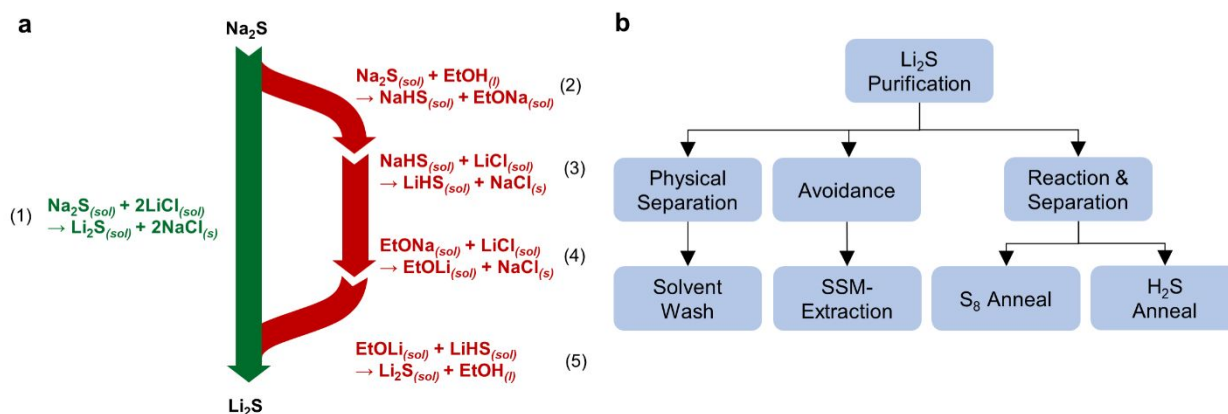 a
Na₂S
Na₂S(sol) + EtOH(l)
→ NaHS(sol) + EtONa(sol)
(2)
NaHS(sol) + LiCl(sol)
→ LiHS(sol) + NaCl(s)
(3)
(1)
Na₂S(sol) + 2LiCl(sol)
→ Li₂S(sol) + 2NaCl(s)
EtONa(sol) + LiCl(sol)
→ EtOLi(sol) + NaCl(s)
(4)
EtOLi(sol) + LiHS(sol)
→ Li₂S(sol) + EtOH(l)
(5)
Li₂S
b
Li₂S
Purification
Physical
Separation
Avoidance
Reaction &
Separation
Solvent
Wash
SSM-
Extraction
S₈ Anneal
H₂S
Anneal